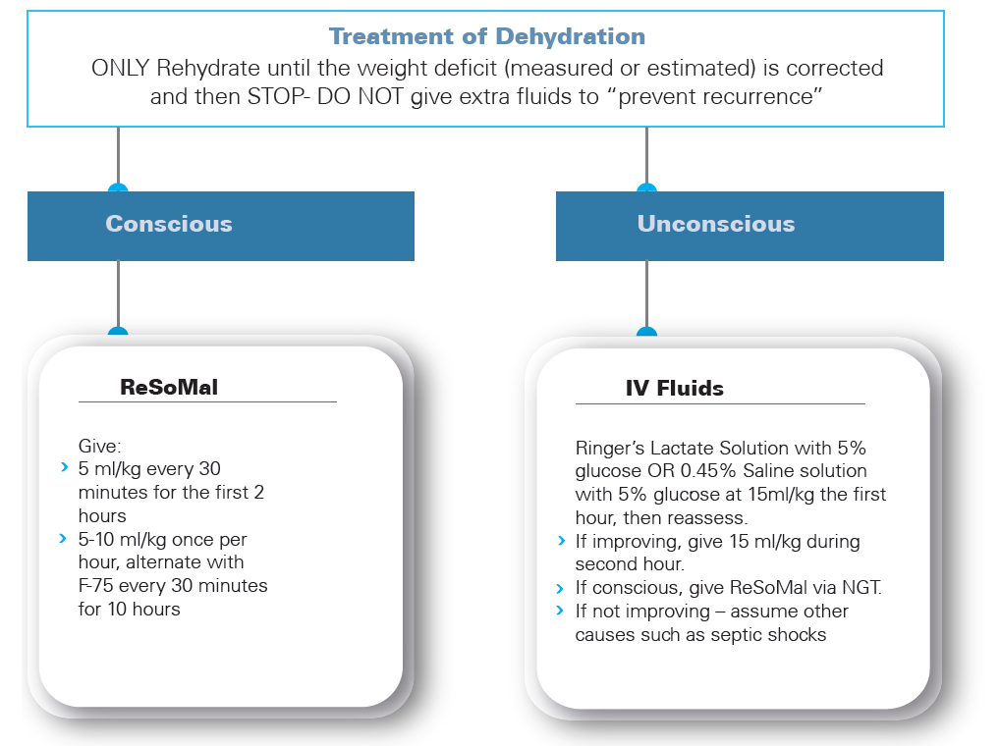 Treatment of Dehydration
ONLY Rehydrate until the weight deficit (measured or estimated) is corrected
and then STOP- DO NOT give extra fluids to “prevent recurrence”
Conscious
Unconscious
ReSoMal
Give:
› 5 ml/kg every 30
minutes for the first 2
hours
› 5-10 ml/kg once per
hour, alternate with
F-75 every 30 minutes
for 10 hours
IV Fluids
Ringer’s Lactate Solution with 5%
glucose OR 0.45% Saline solution
with 5% glucose at 15ml/kg the first
hour, then reassess.
› If improving, give 15 ml/kg during
second hour.
› If conscious, give ReSoMal via NGT.
› If not improving – assume other
causes such as septic shocks